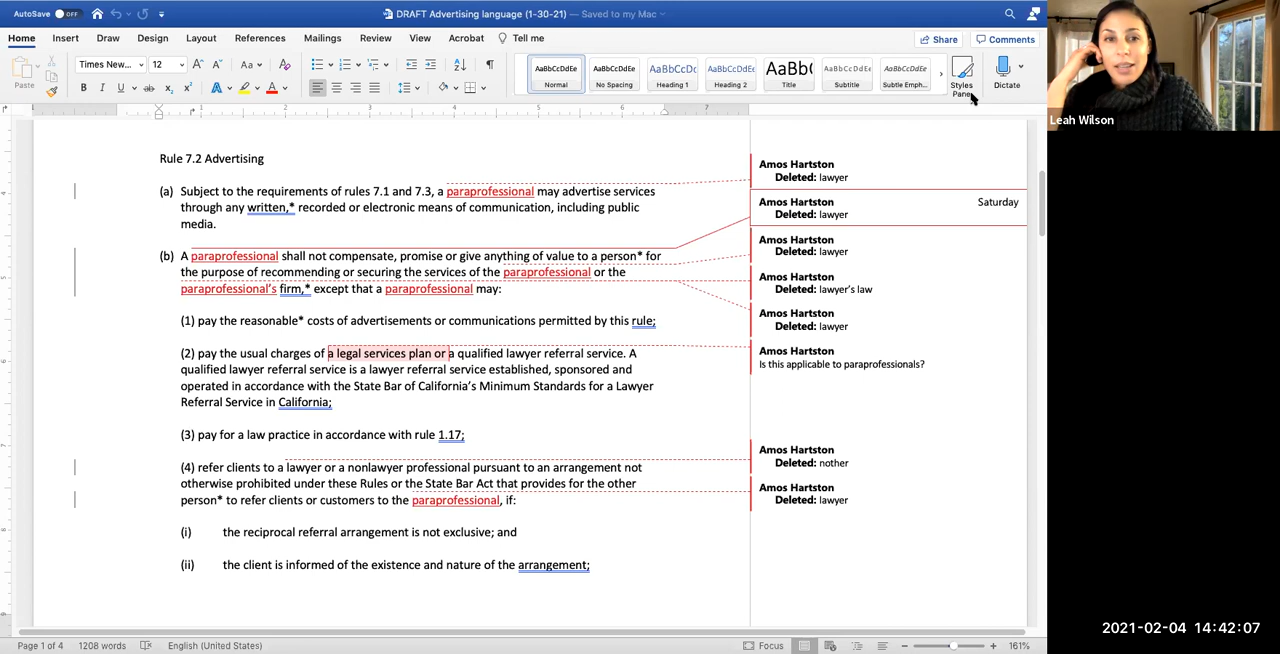 AutoSave OFF
DRAFT Advertising language (1-30-21) — Saved to my Mac
Home Insert Draw Design Layout References Mailings Review View Acrobat Tell me
Share Comments
Paste
Times New... 12
AaBbCcDdEe Normal
AaBbCcDdEe No Spacing
AaBbCcDc Heading 1
AaBbCcDdEe Heading 2
AaBb( Title
AaBbCcDdEe Subtitle
AaBbCcDdEe Subtle Emph...
Styles Pane
Dictate
1 1 2 3 4 5 6 7
Rule 7.2 Advertising
(a) Subject to the requirements of rules 7.1 and 7.3, a paraprofessional may advertise services
through any written,* recorded or electronic means of communication, including public
media.
(b) A paraprofessional shall not compensate, promise or give anything of value to a person* for
the purpose of recommending or securing the services of the paraprofessional or the
paraprofessional's firm,* except that a paraprofessional may:
(1) pay the reasonable* costs of advertisements or communications permitted by this rule;
(2) pay the usual charges of a legal services plan or a qualified lawyer referral service. A
qualified lawyer referral service is a lawyer referral service established, sponsored and
operated in accordance with the State Bar of California's Minimum Standards for a Lawyer
Referral Service in California;
(3) pay for a law practice in accordance with rule 1.17;
(4) refer clients to a lawyer or a nonlawyer professional pursuant to an arrangement not
otherwise prohibited under these Rules or the State Bar Act that provides for the other
person* to refer clients or customers to the paraprofessional, if:
(i) the reciprocal referral arrangement is not exclusive; and
(ii) the client is informed of the existence and nature of the arrangement;
Amos Hartston
Deleted: lawyer
Amos Hartston Saturday
Deleted: lawyer
Amos Hartston
Deleted: lawyer
Amos Hartston
Deleted: lawyer's law
Amos Hartston
Deleted: lawyer
Amos Hartston
Is this applicable to paraprofessionals?
Amos Hartston
Deleted: nother
Amos Hartston
Deleted: lawyer
Page 1 of 4 1208 words English (United States) Focus 161%
Leah Wilson
2021-02-04 14:42:07